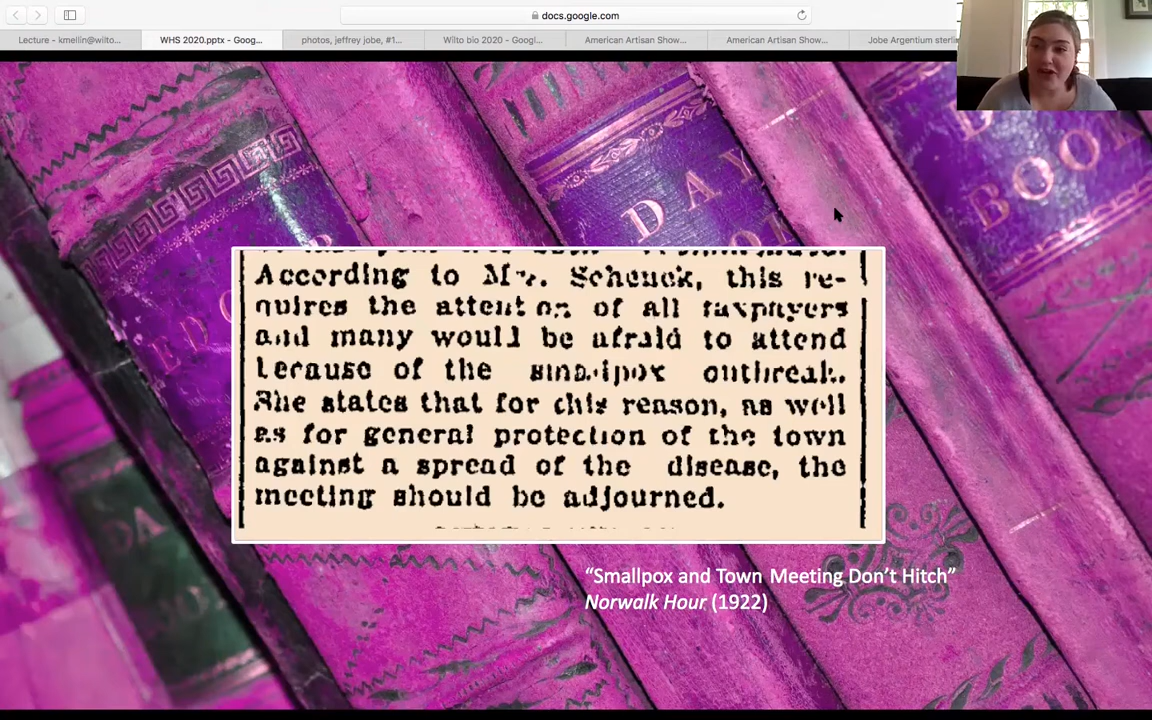 docs.google.com
Lecture - kmellin@wilto...
WHS 2020.pptx - Goog...
photos, jeffrey jobe, #1...
Wilto bio 2020 - Googl...
American Artisan Show...
American Artisan Show...
Jobe Argentium sterli
DAY
BOOK
According to Mrs. Schenck, this re-
quires the attention of all taxpayers
and many would be afraid to attend
because of the smallpox outbreak.
She states that for this reason, as well
as for general protection of the town
against a spread of the disease, the
meeting should be adjourned.
“Smallpox and Town Meeting Don’t Hitch”
Norwalk Hour (1922)